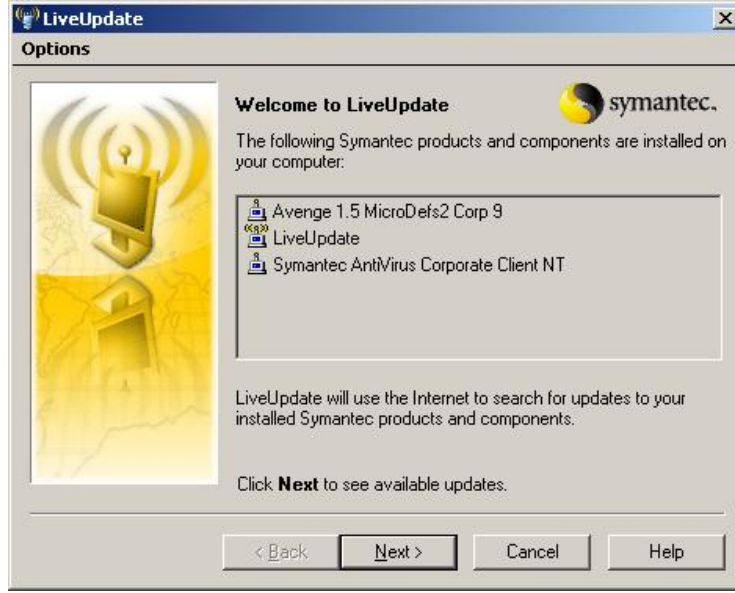 LiveUpdate
Options
Welcome to LiveUpdate
symantec.
The following Symantec products and components are installed on
your computer:
Avenge 1.5 MicroDefs2 Corp 9
LiveUpdate
Symantec AntiVirus Corporate Client NT
LiveUpdate will use the Internet to search for updates to your
installed Symantec products and components.
Click Next to see available updates.
< Back
Next >
Cancel
Help